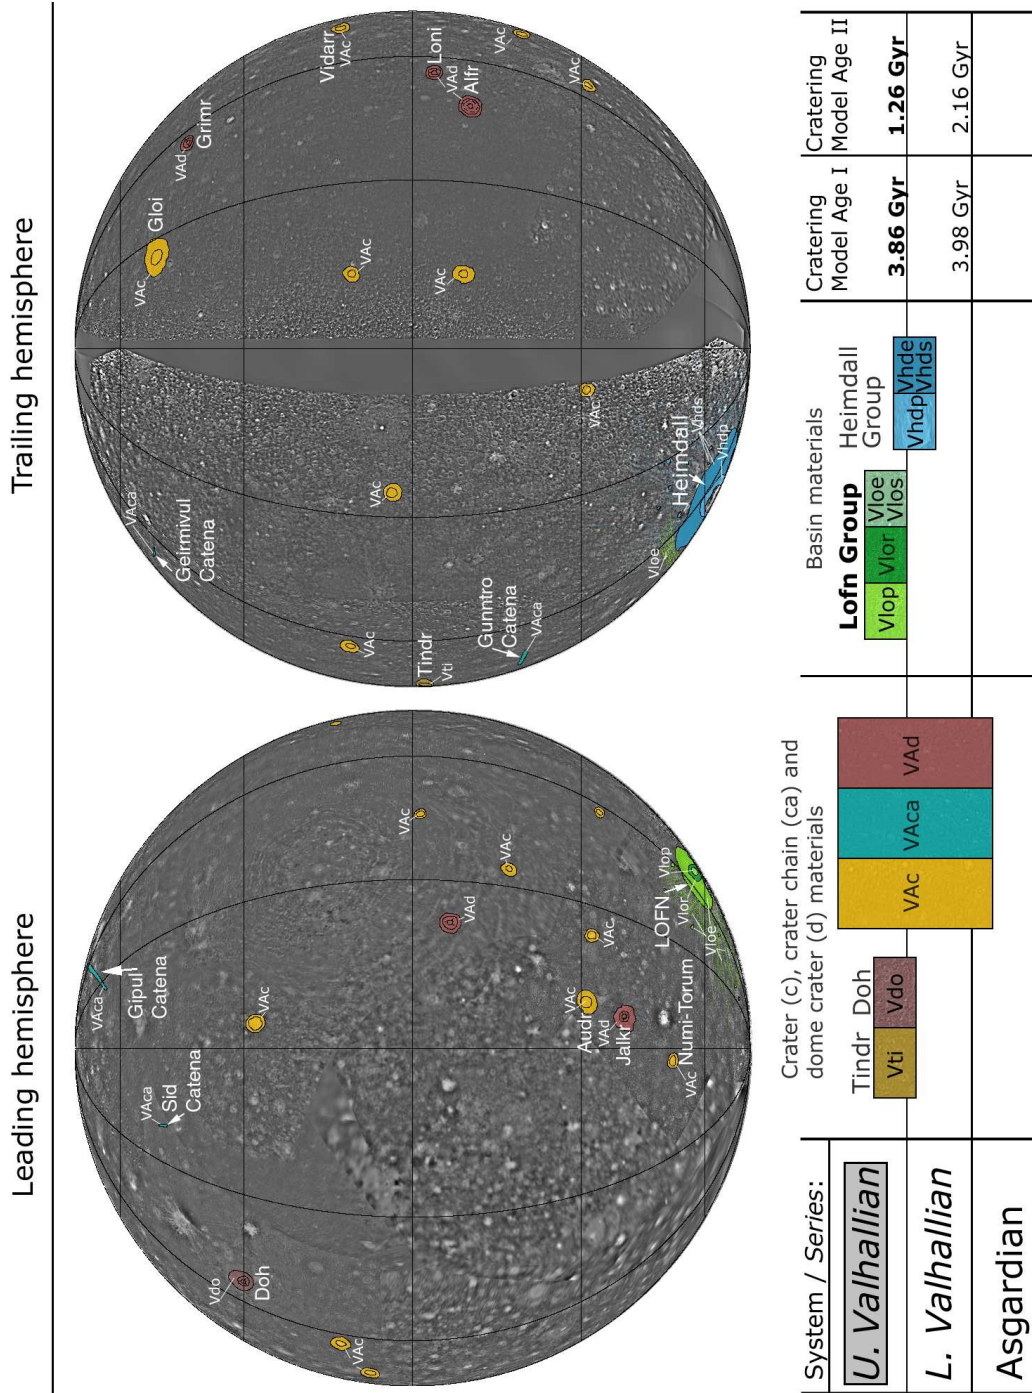 Leading hemisphere
Trailing hemisphere
VAca
Gipul
Catena
VAca
Sid
Catena
Vdo
Doh
VAc
VAc
VAc
VAd
VAc
VAc
Audr
VAc
VAd
Jalkr
VAc
Numi-Torum
LOFN
Vlop
Vlor
Vloe
VAca
Geirmivul
Catena
VAc
Gloi
VAd
Grimr
Vidarr
VAc
VAc
VAc
VAc
Tindr
Vti
VAc
Loni
VAd
Alfr
VAc
VAc
Gunntro
Catena
VAca
VAc
Vloe
Heimdall
Vhds
Vhdp
System / Series:
U. Valhallian
L. Valhallian
Asgardian
Crater (c), crater chain (ca) and
dome crater (d) materials
Tindr Doh
Vti Vdo
VAc VAca VAd
Basin materials
Lofn Group
Vlop Vlor Vloe
Vlos
Heimdall
Group
Vhdp Vhde
Vhds
Cratering
Model Age I
3.86 Gyr
3.98 Gyr
Cratering
Model Age II
1.26 Gyr
2.16 Gyr